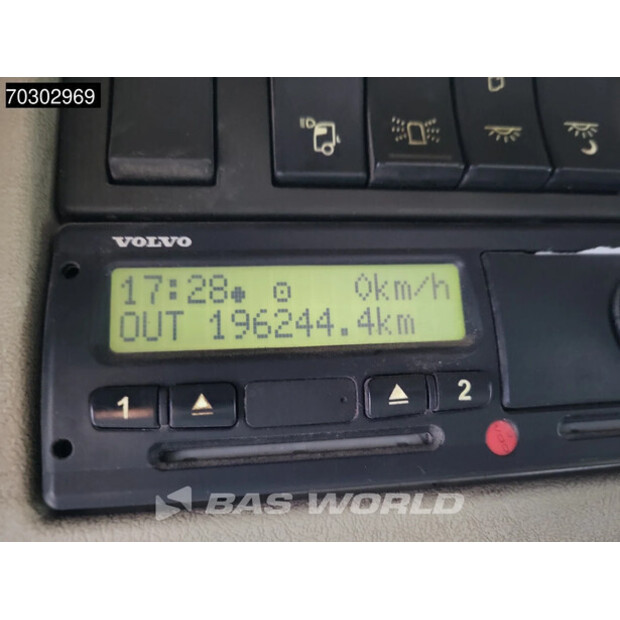 70302969
VOLVO
17:28 0km/h
OUT 196244.4km
1 2
BAS WORLD